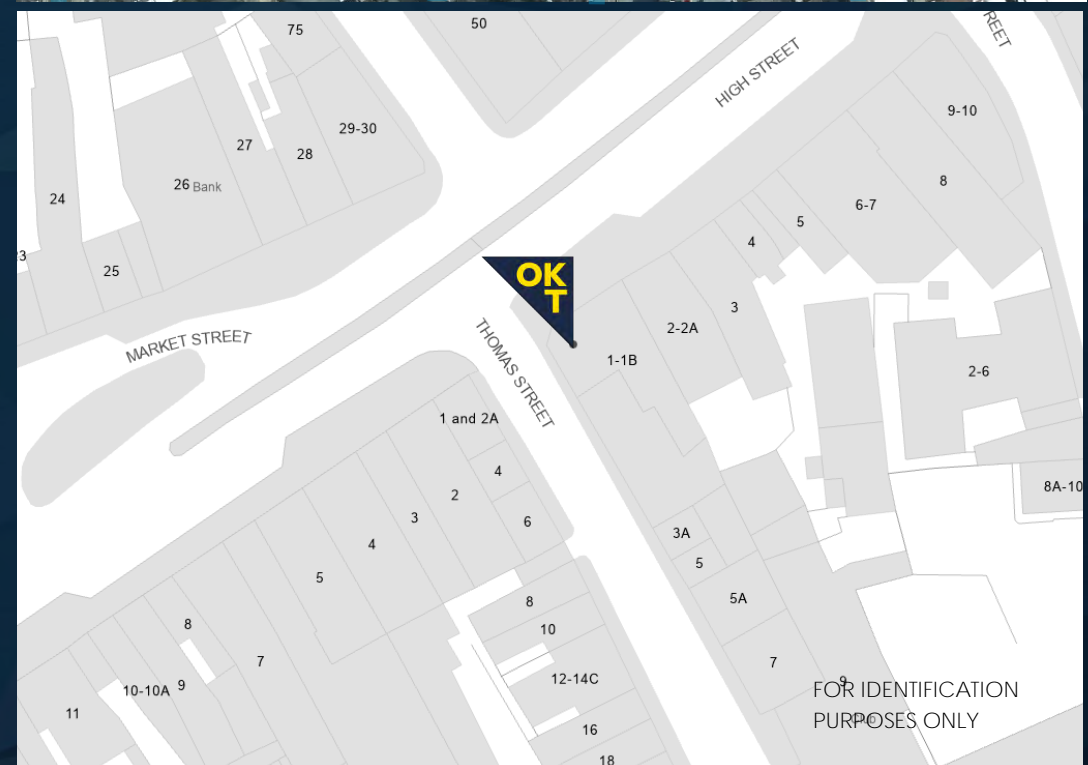 75
50
HIGH STREET
REET
29-30
9-10
27
28
26 Bank
8
24
6-7
5
4
3
25
OK
T
2-2A
3
MARKET STREET
THOMAS STREET
1-1B
2-6
1 and 2A
4
2
6
3
4
5
8A-10
3A
5
5A
8
10
8
7
7
12-14C
10-10A
9
11
16
18
9
FOR IDENTIFICATION
PURPOSES ONLY